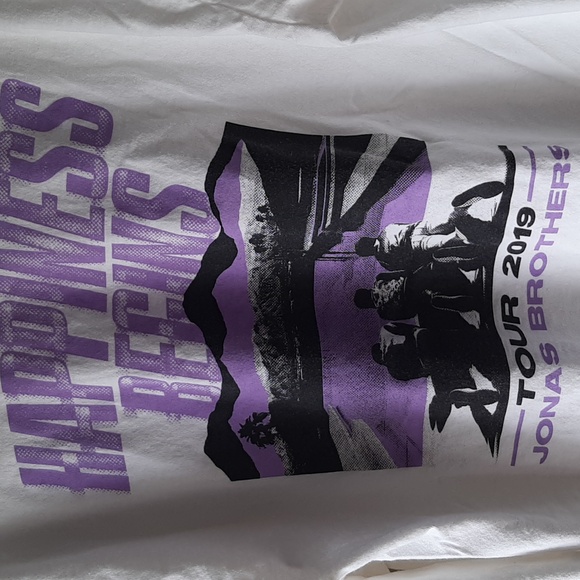 HAPPINESS
BEGINS
TOUR 2019
JONAS BROTHERS